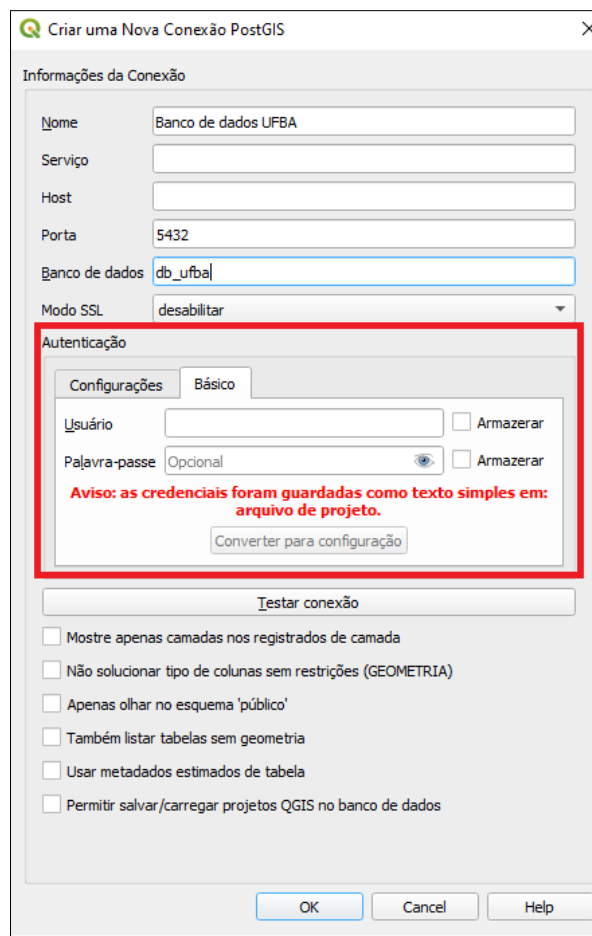 Criar uma Nova Conexão PostGIS
Informações da Conexão
Nome Banco de dados UFBA
Serviço
Host
Porta 5432
Banco de dados db_ufba
Modo SSL desabilitar
Autenticação
Configurações Básico
Usuário Armazerar
Palavra-passe Opcional Armazerar
Aviso: as credenciais foram guardadas como texto simples em:
arquivo de projeto.
Converter para configuração
Testar conexão
Mostre apenas camadas nos registrados de camada
Não solucionar tipo de colunas sem restrições (GEOMETRIA)
Apenas olhar no esquema 'público'
Também listar tabelas sem geometria
Usar metadados estimados de tabela
Permitir salvar/carregar projetos QGIS no banco de dados
OK Cancel Help